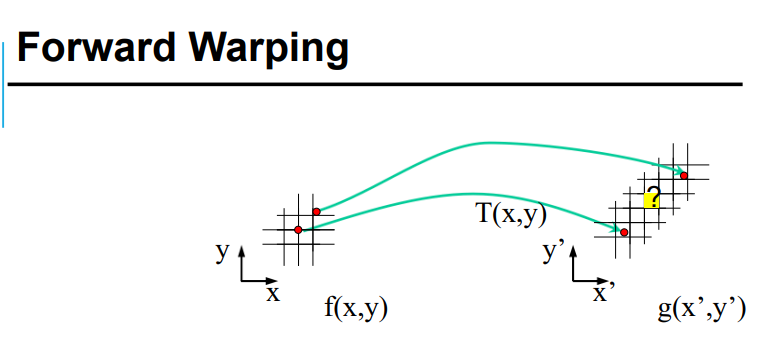 Forward Warping
?
T(x,y)
y
x
f(x,y)
y’
x’
g(x’,y’)